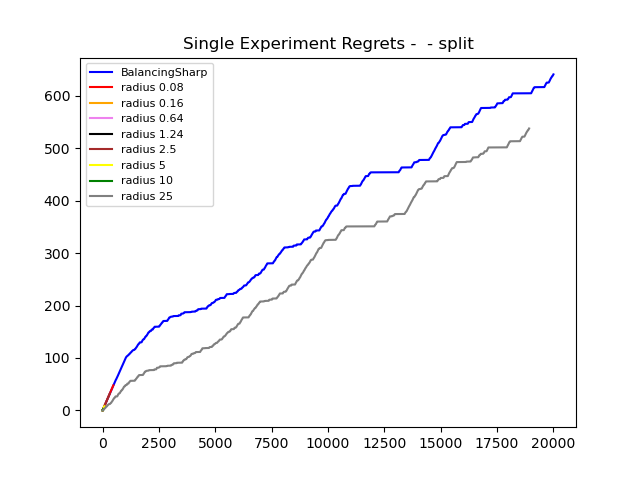 Single Experiment Regrets -  - split
BalancingSharp
radius 0.08
radius 0.16
radius 0.64
radius 1.24
radius 2.5
radius 5
radius 10
radius 25
600
500
400
300
200
100
0
0 2500 5000 7500 10000 12500 15000 17500 20000